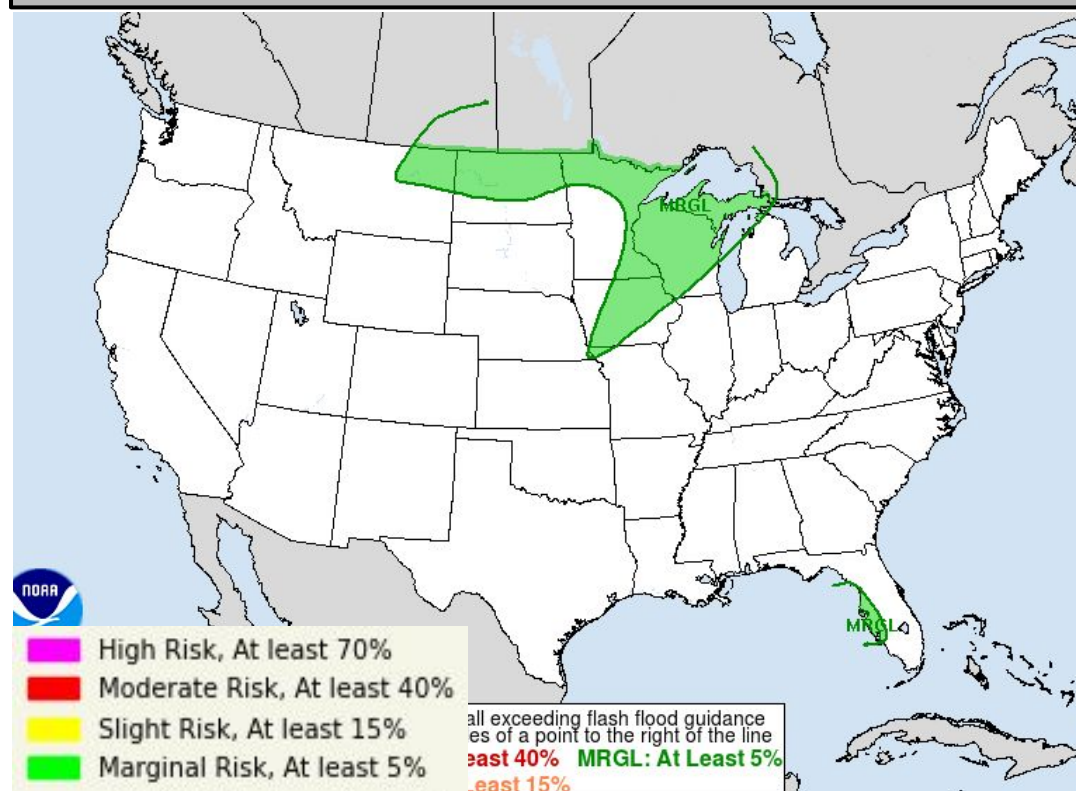 MRGL
MRGL
NOAA
High Risk, At least 70%
Moderate Risk, At least 40%
Slight Risk, At least 15%
Marginal Risk, At least 5%
all exceeding flash flood guidance
es of a point to the right of the line
east 40% MRGL: At Least 5%
Least 15%